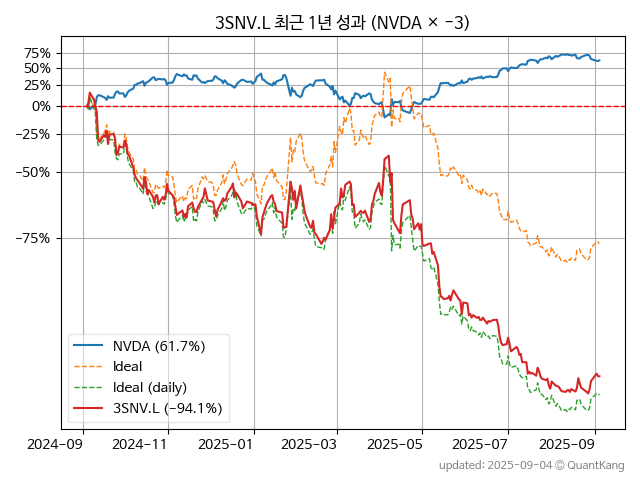 3SNV.L 최근 1년 성과 (NVDA × −3)
75%
50%
25%
0%
−25%
−50%
−75%
NVDA (61.7%)
Ideal
Ideal (daily)
3SNV.L (−94.1%)
2024-09 2024-11 2025-01 2025-03 2025-05 2025-07 2025-09
updated: 2025-09-04 © QuantKang